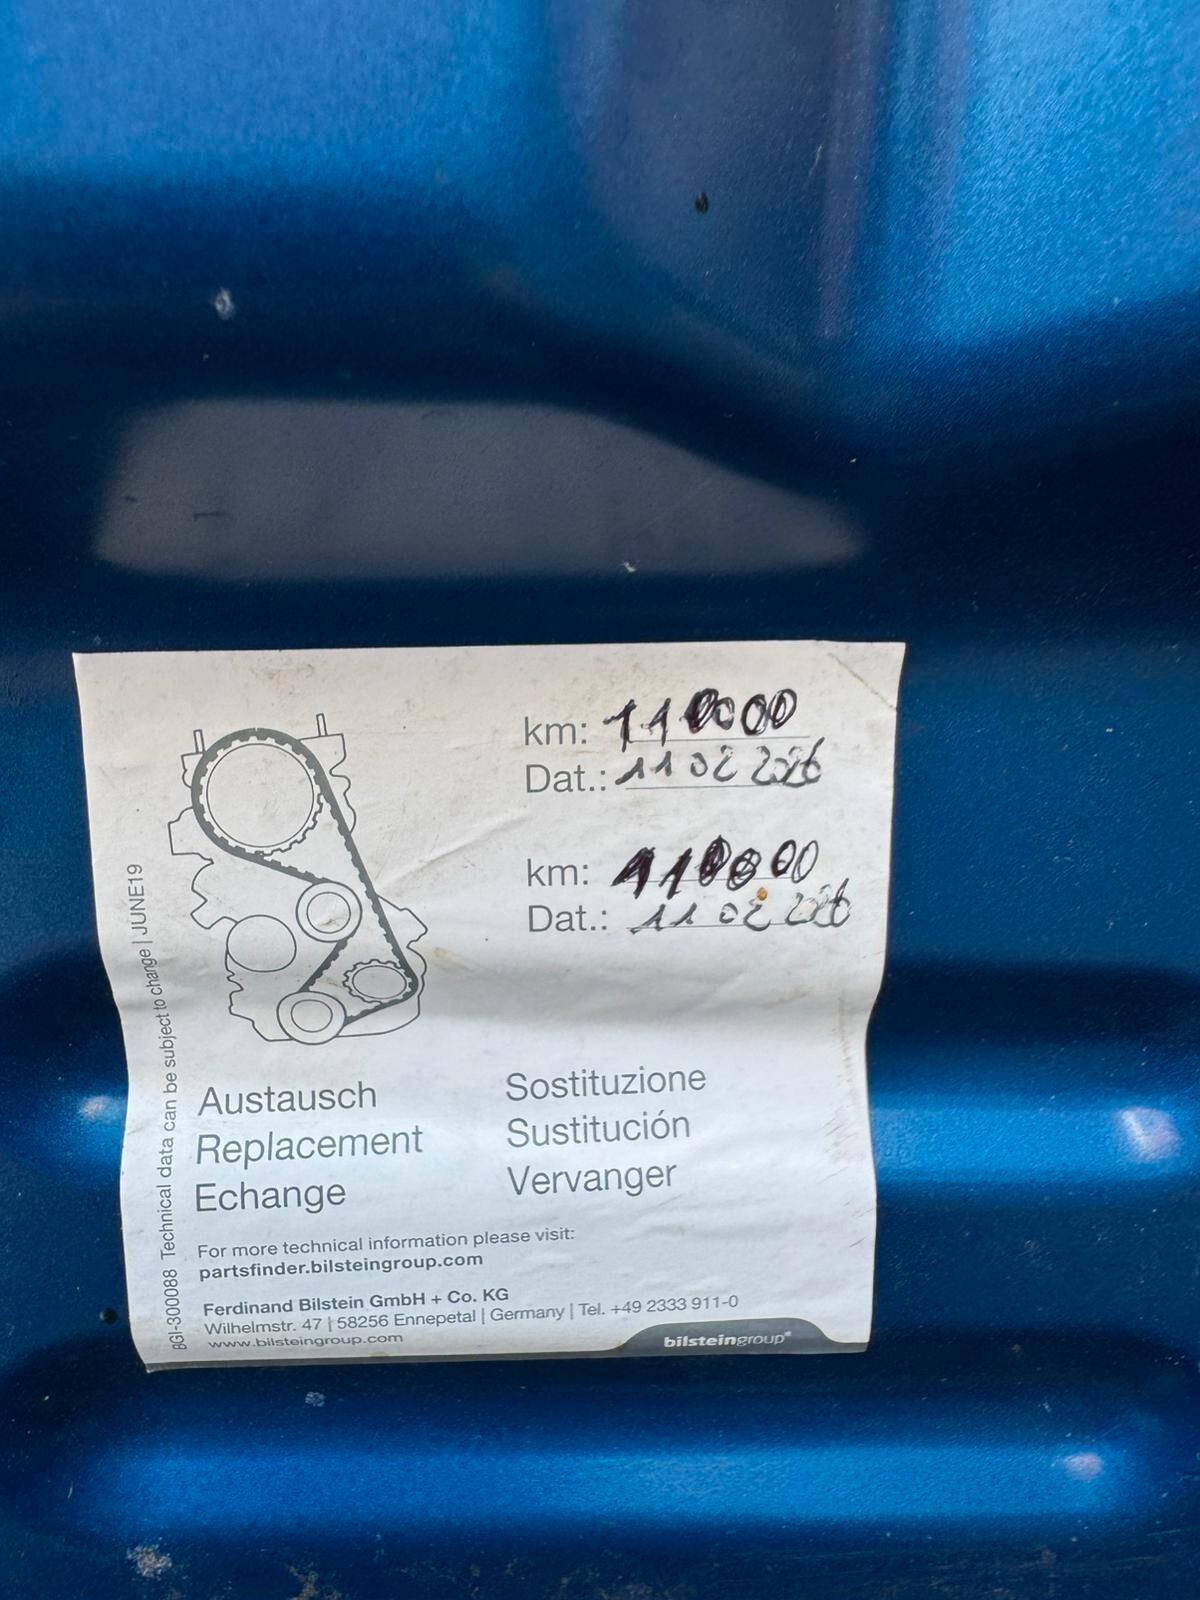 km: 110000
Dat.: 11 02 2026
km: 110000
Dat.: 11 02
Austausch
Replacement
Echange
Sostituzione
Sustitución
Vervanger
For more technical information please visit:
partsfinder.bilsteingroup.com
Ferdinand Bilstein GmbH + Co. KG
Wilhelmstr. 47 | 58256 Ennepetal | Germany | Tel. +49 2333 911-0
www.bilsteingroup.com
bilsteingroup®
BGI-300088 Technical data can be subject to change | JUNE19